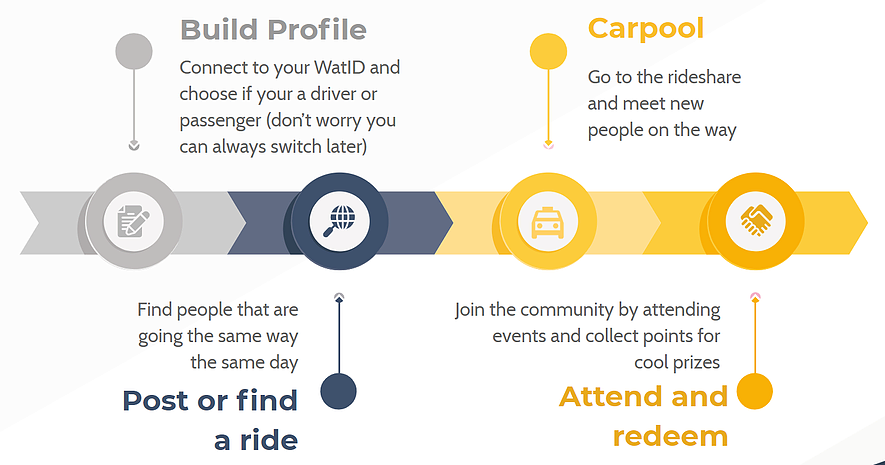 Build Profile
Connect to your WatID and
choose if your a driver or
passenger (don't worry you
can always switch later)
Find people that are
going the same way
the same day
Post or find
a ride
Carpool
Go to the rideshare
and meet new
people on the way
Join the community by attending
events and collect points for
cool prizes
Attend and
redeem